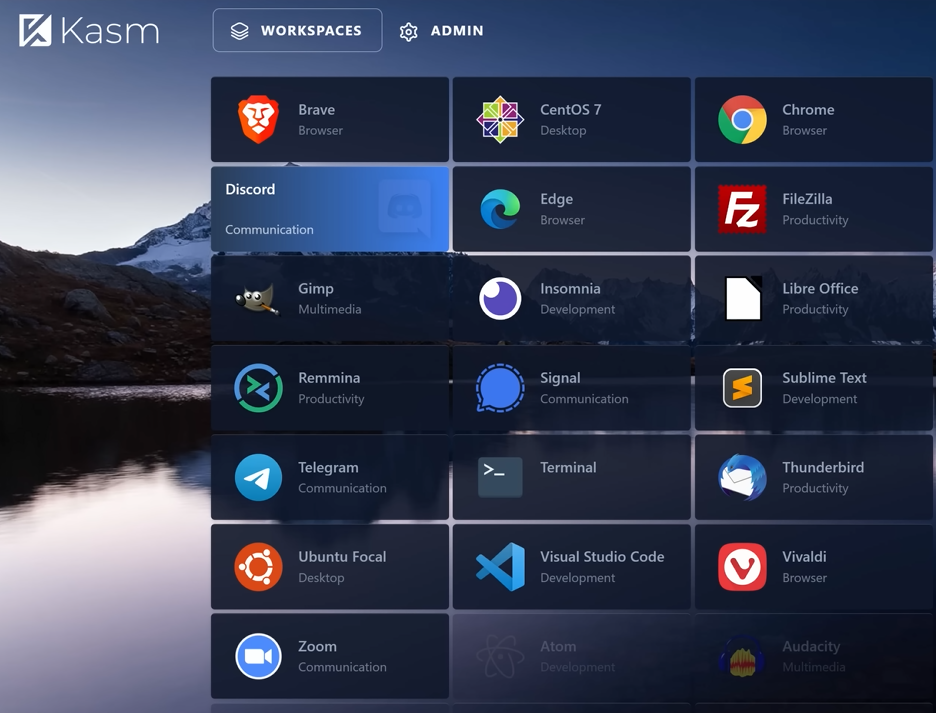 Kasm
WORKSPACES
ADMIN
Brave
Browser
CentOS 7
Desktop
Chrome
Browser
Discord
Communication
Edge
Browser
FileZilla
Productivity
Gimp
Multimedia
Insomnia
Development
Libre Office
Productivity
Remmina
Productivity
Signal
Communication
Sublime Text
Development
Telegram
Communication
Terminal
Thunderbird
Productivity
Ubuntu Focal
Desktop
Visual Studio Code
Development
Vivaldi
Browser
Zoom
Communication
Atom
Development
Audacity
Multimedia